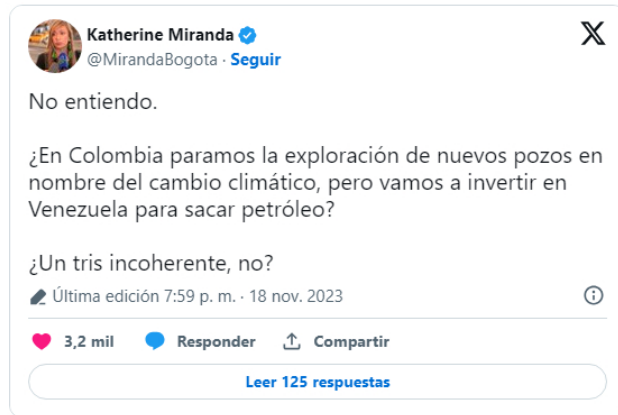 Katherine Miranda
@MirandaBogota · Seguir
No entiendo.
¿En Colombia paramos la exploración de nuevos pozos en
nombre del cambio climático, pero vamos a invertir en
Venezuela para sacar petróleo?
¿Un tris incoherente, no?
Última edición 7:59 p. m. · 18 nov. 2023
3,2 mil Responder Compartir
Leer 125 respuestas